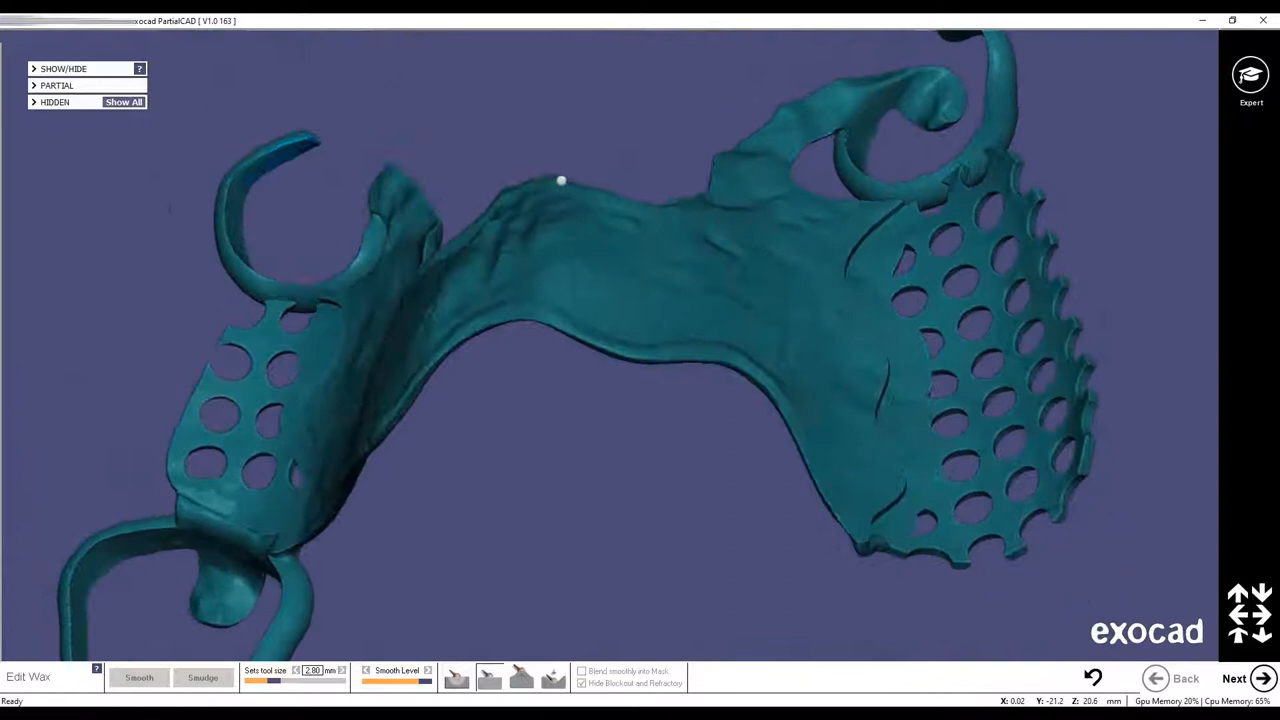 exocad PartialCAD [ V1.0 163 ]
SHOW/HIDE ?
PARTIAL
HIDDEN Show All
Expert
exocad
Edit Wax ?
Smooth Smudge
Sets tool size 2.80 mm
Smooth Level
Blend smoothly into Mask
Hide Blockout and Refractory
Back Next
Ready
X: 0.02 Y: -21.2 Z: 20.6 mm Gpu Memory 20% | Cpu Memory: 65%